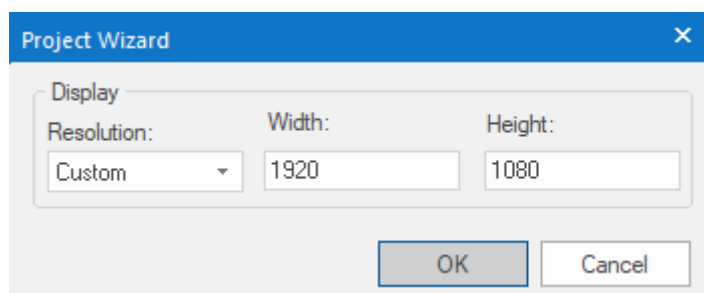 Project Wizard
Display
Resolution: Width: Height:
Custom 1920 1080
OK Cancel